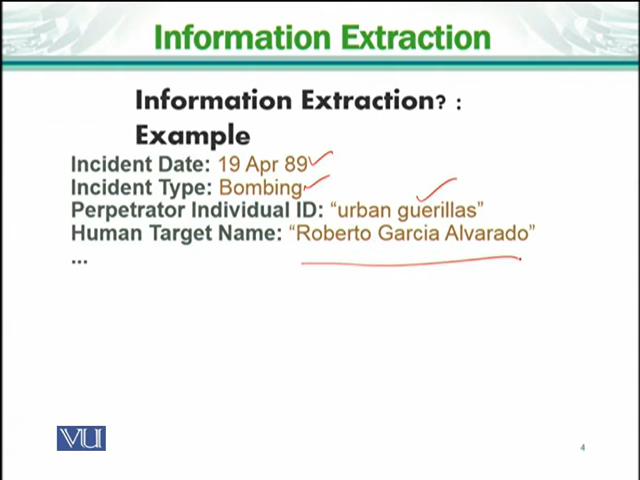 Information Extraction
Information Extraction? :
Example
Incident Date: 19 Apr 89
Incident Type: Bombing
Perpetrator Individual ID: “urban guerillas”
Human Target Name: “Roberto Garcia Alvarado”
...
VU
4